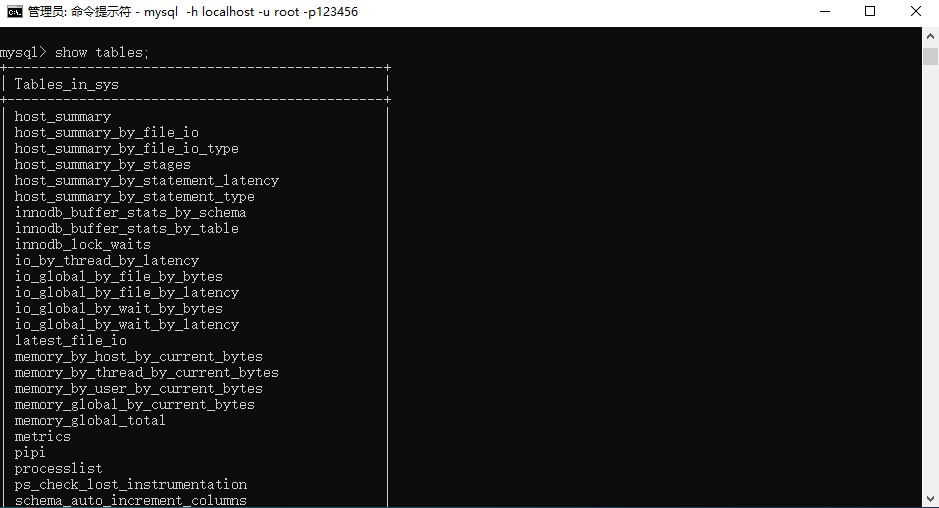 管理员: 命令提示符 - mysql  -h localhost -u root -p123456
mysql> show tables;
+-----------------------------------------------+
| Tables_in_sys                                 |
+-----------------------------------------------+
| host_summary                                  |
| host_summary_by_file_io                       |
| host_summary_by_file_io_type                  |
| host_summary_by_stages                        |
| host_summary_by_statement_latency             |
| host_summary_by_statement_type                |
| innodb_buffer_stats_by_schema                 |
| innodb_buffer_stats_by_table                  |
| innodb_lock_waits                             |
| io_by_thread_by_latency                       |
| io_global_by_file_by_bytes                    |
| io_global_by_file_by_latency                  |
| io_global_by_wait_by_bytes                    |
| io_global_by_wait_by_latency                  |
| latest_file_io                                |
| memory_by_host_by_current_bytes               |
| memory_by_thread_by_current_bytes             |
| memory_by_user_by_current_bytes               |
| memory_global_by_current_bytes                |
| memory_global_total                           |
| metrics                                       |
| pipi                                          |
| processlist                                   |
| ps_check_lost_instrumentation                 |
| schema_auto_increment_columns                 |